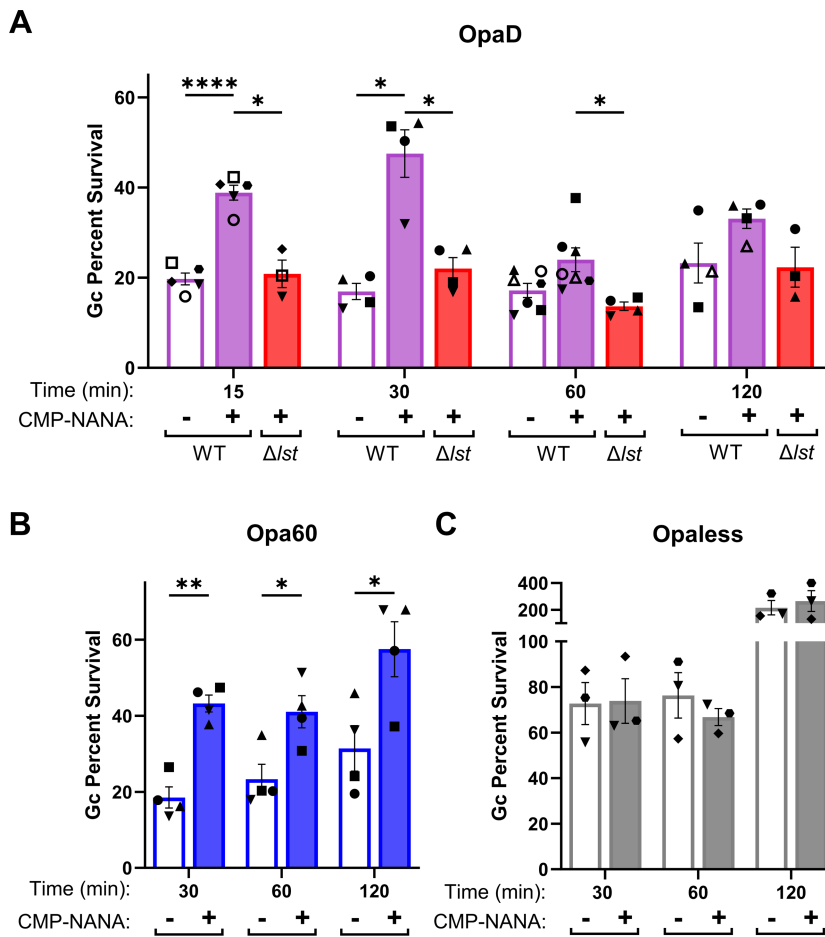 A
OpaD
**** * * * *
Gc Percent Survival
60
40
20
0
Time (min): 15 30 60 120
CMP-NANA: - + + - + + - + + - + +
WT Δlst WT Δlst WT Δlst WT Δlst
B
Opa60
** * *
Gc Percent Survival
60
40
20
0
Time (min): 30 60 120
CMP-NANA: - + - + - +
C
Opaless
Gc Percent Survival
400
200
100
80
60
40
20
0
Time (min): 30 60 120
CMP-NANA: - + - + - +